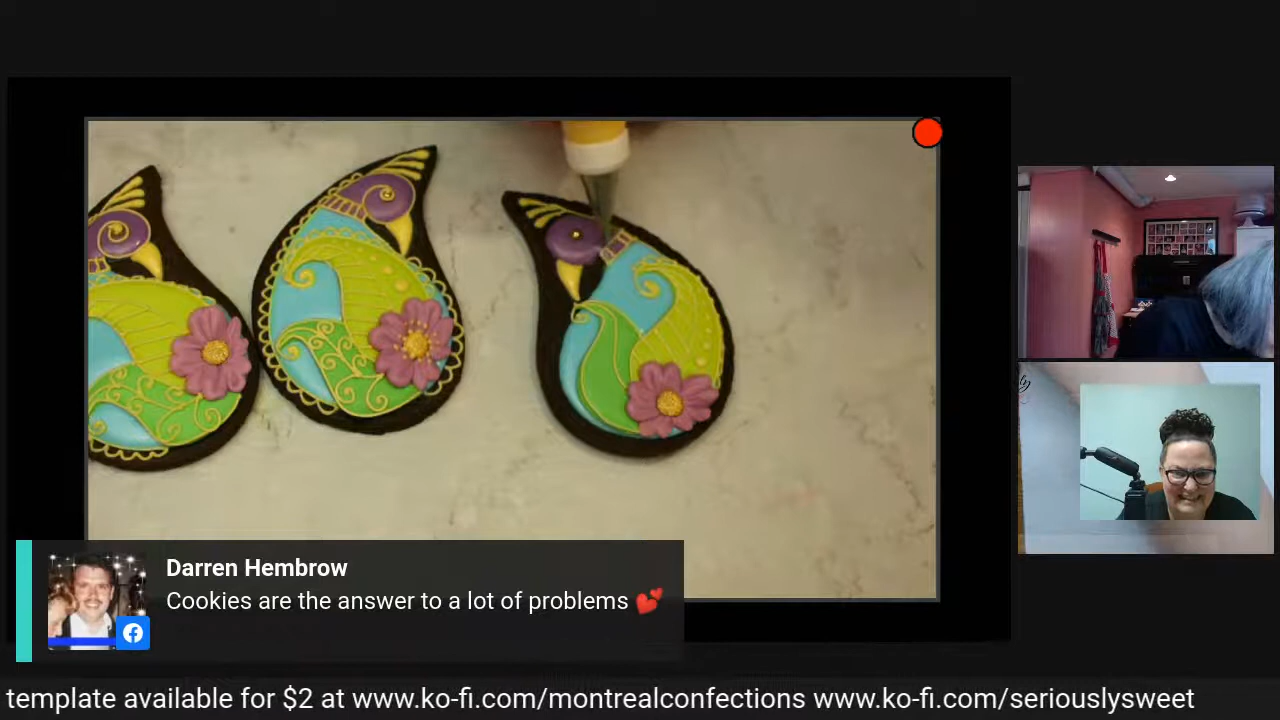 ly
Darren Hembrow
Cookies are the answer to a lot of problems 💕
template available for $2 at www.ko-fi.com/montrealconfections www.ko-fi.com/seriouslysweet